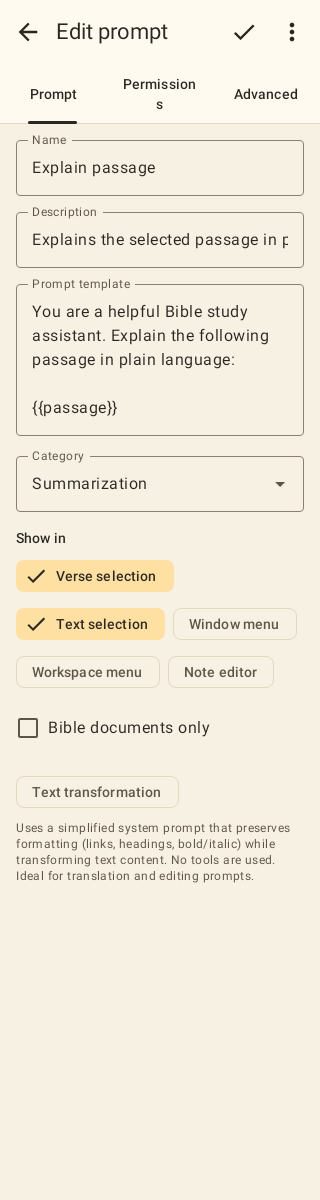 Edit prompt
Prompt
Permission
s
Advanced
Name
Explain passage
Description
Explains the selected passage in p
Prompt template
You are a helpful Bible study
assistant. Explain the following
passage in plain language:
{{passage}}
Category
Summarization
Show in
Verse selection
Text selection
Window menu
Workspace menu
Note editor
Bible documents only
Text transformation
Uses a simplified system prompt that preserves
formatting (links, headings, bold/italic) while
transforming text content. No tools are used.
Ideal for translation and editing prompts.